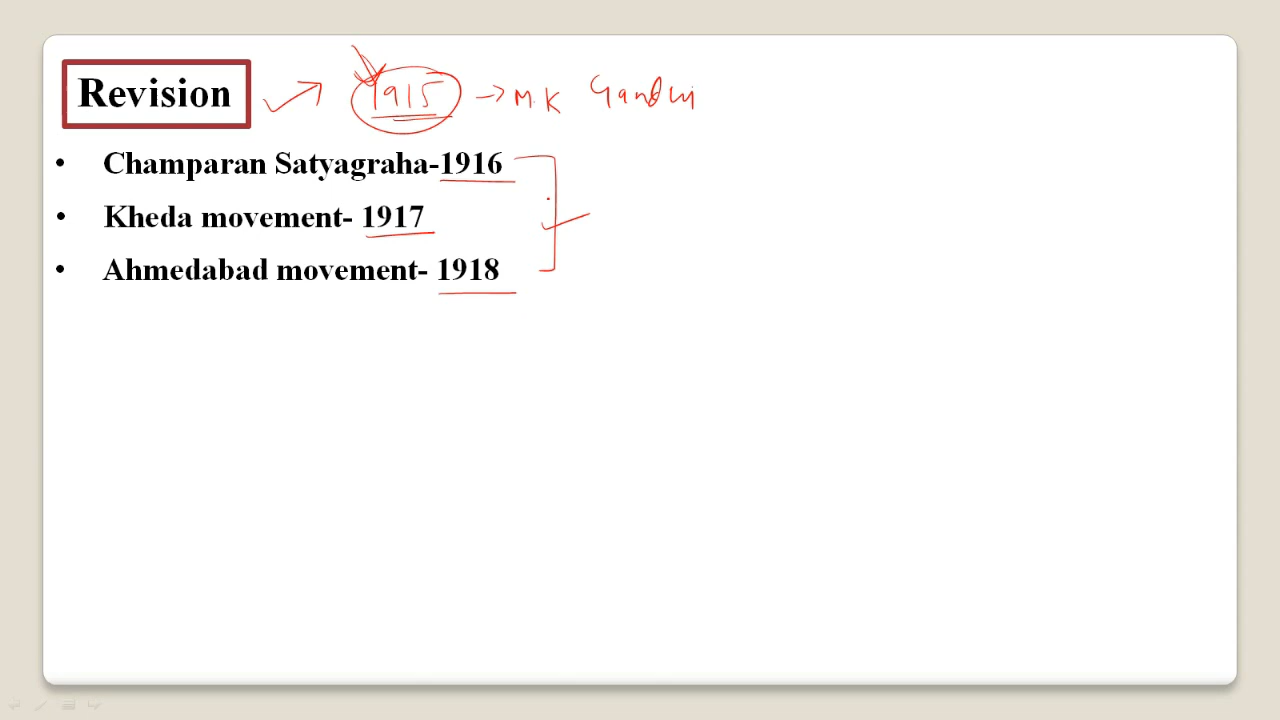 Revision 1915 → M.K Gandhi
• Champaran Satyagraha-1916
• Kheda movement- 1917
• Ahmedabad movement- 1918